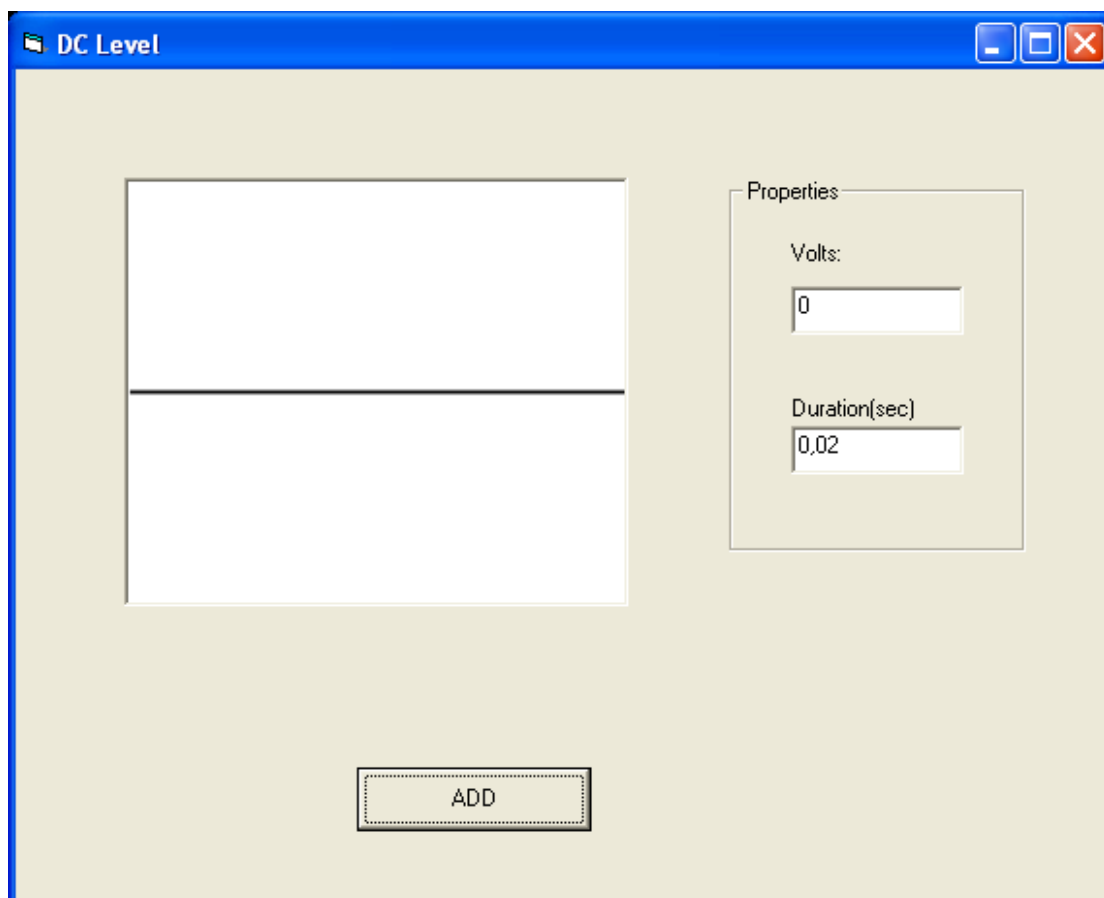 DC Level
Properties
Volts:
0
Duration(sec)
0,02
ADD